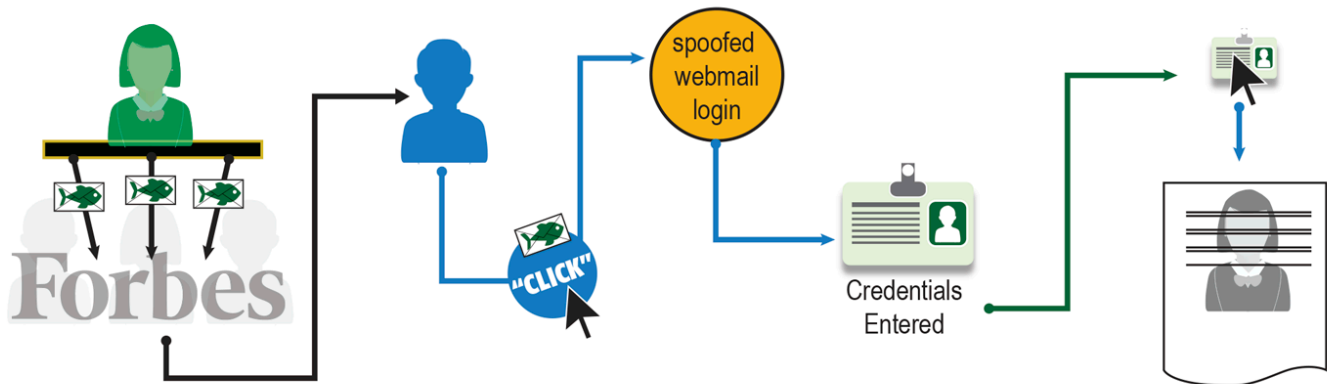 Forbes
"CLICK"
spoofed
webmail
login
Credentials
Entered